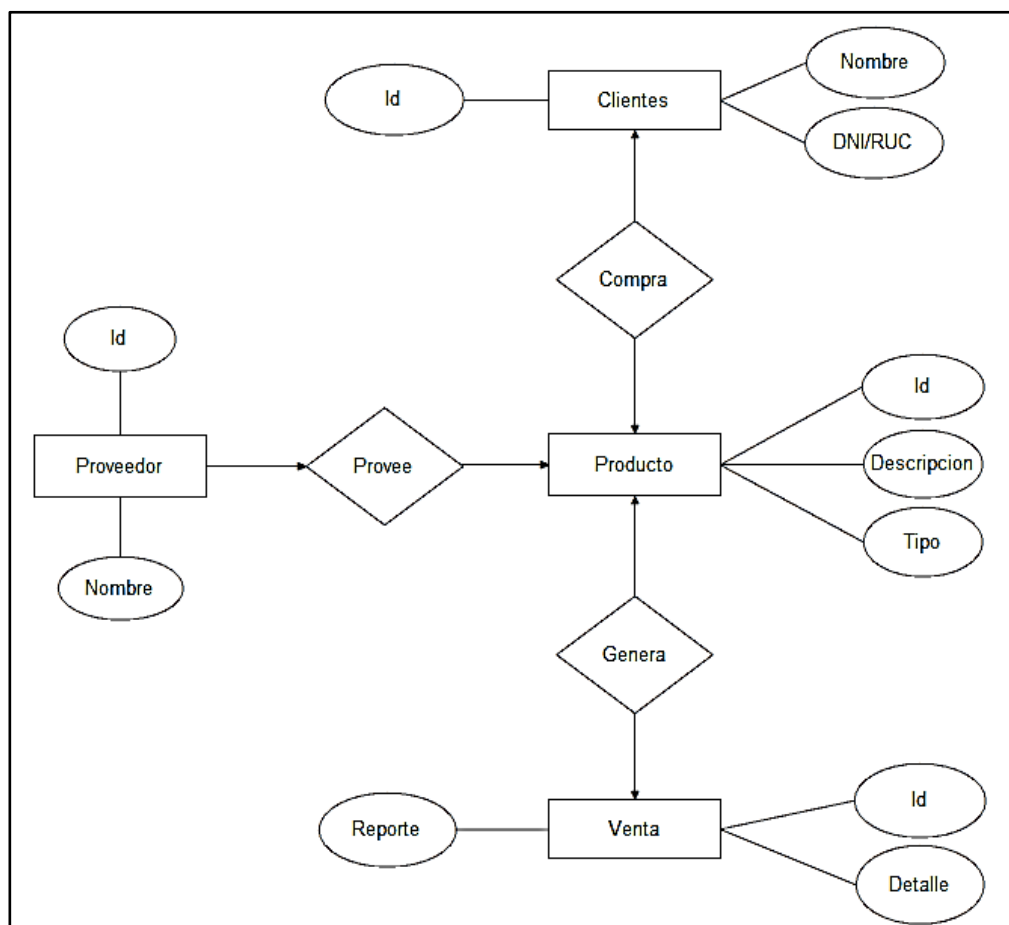 Nombre
Id
Clientes
DNI/RUC
Compra
Id
Id
Descripcion
Proveedor
Provee
Producto
Tipo
Nombre
Genera
Id
Reporte
Venta
Detalle